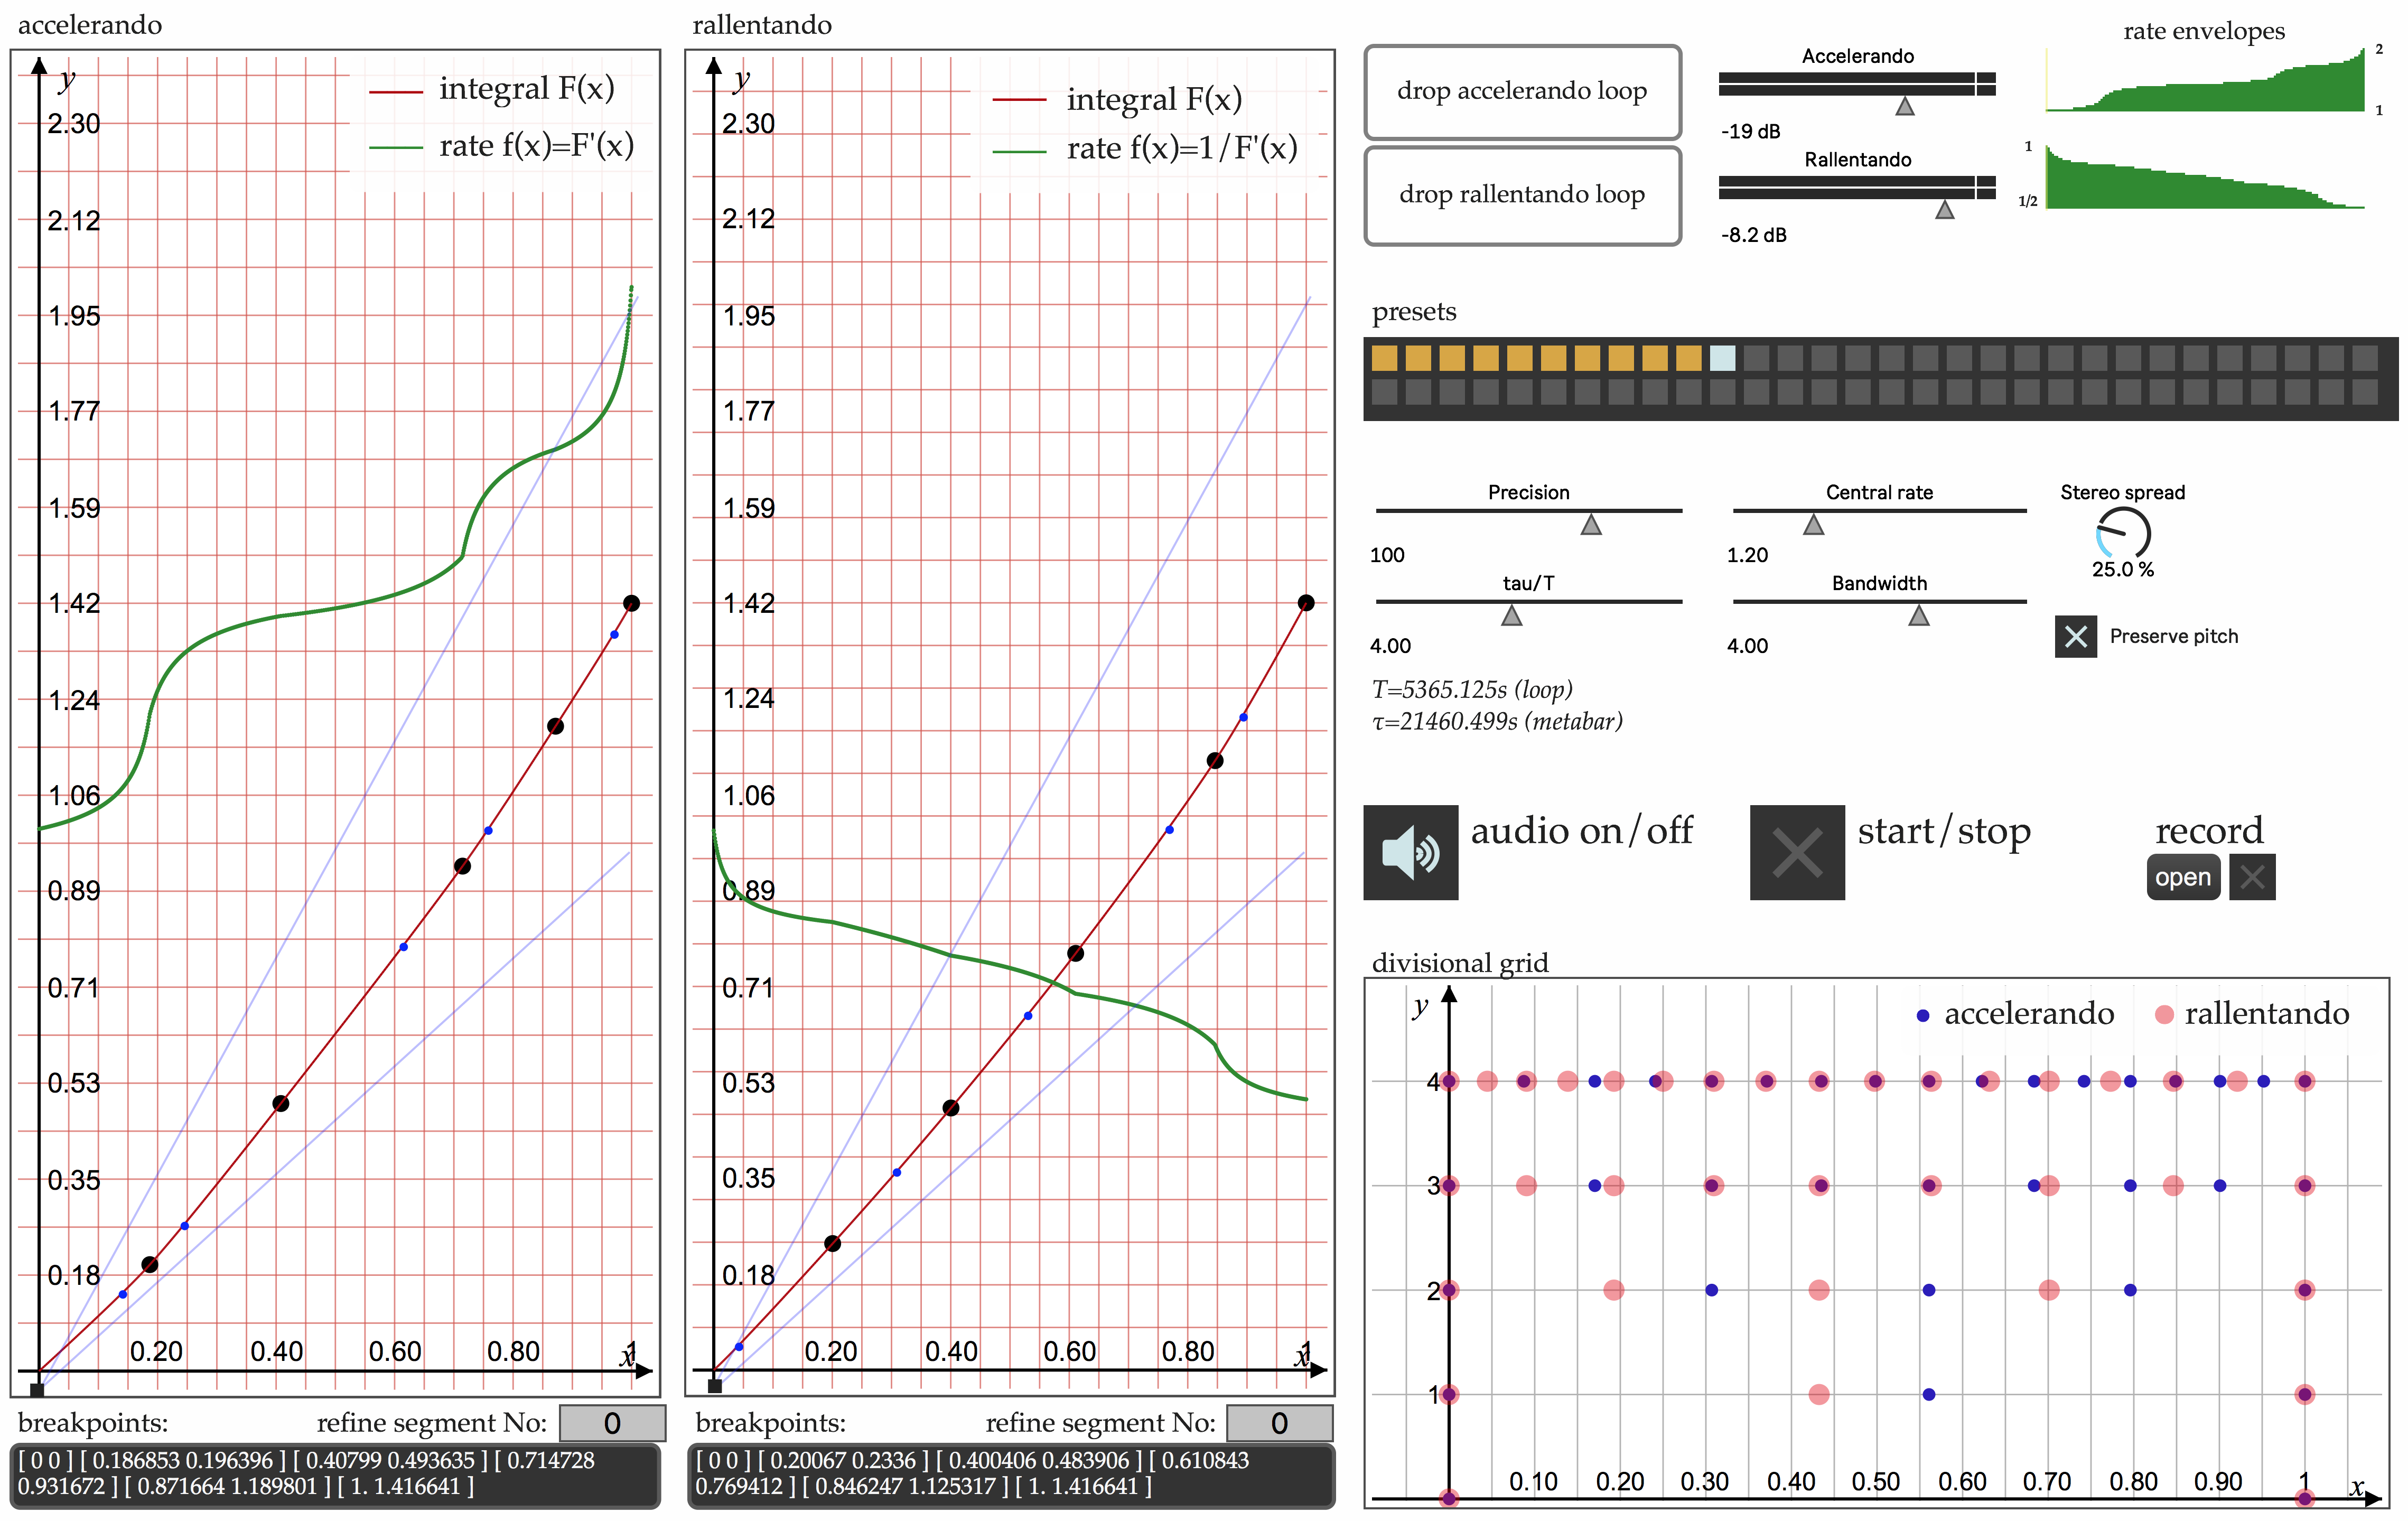 accelerando
y
integral F(x)
rate f(x)=F'(x)
2.30
2.12
1.95
1.77
1.59
1.42
1.24
1.06
0.89
0.71
0.53
0.35
0.18
0.20 0.40 0.60 0.80 1
x
breakpoints: refine segment No: 0
[ 0 0 ] [ 0.186853 0.196396 ] [ 0.40799 0.493635 ] [ 0.714728
0.931672 ] [ 0.871664 1.189801 ] [ 1. 1.416641 ]
rallentando
y
integral F(x)
rate f(x)=1/F'(x)
2.30
2.12
1.95
1.77
1.59
1.42
1.24
1.06
0.89
0.71
0.53
0.35
0.18
0.20 0.40 0.60 0.80 1
x
breakpoints: refine segment No: 0
[ 0 0 ] [ 0.20067 0.2336 ] [ 0.400406 0.483906 ] [ 0.610843
0.769412 ] [ 0.846247 1.125317 ] [ 1. 1.416641 ]
drop accelerando loop
drop rallentando loop
Accelerando
-19 dB
Rallentando
-8.2 dB
rate envelopes
2
1
1
1/2
presets
Precision
100
Central rate
1.20
Stereo spread
25.0 %
tau/T
4.00
Bandwidth
4.00
Preserve pitch
T=5365.125s (loop)
τ=21460.499s (metabar)
audio on/off
start/stop
record
open
divisional grid
y
accelerando rallentando
4
3
2
1
0.10 0.20 0.30 0.40 0.50 0.60 0.70 0.80 0.90 1 x